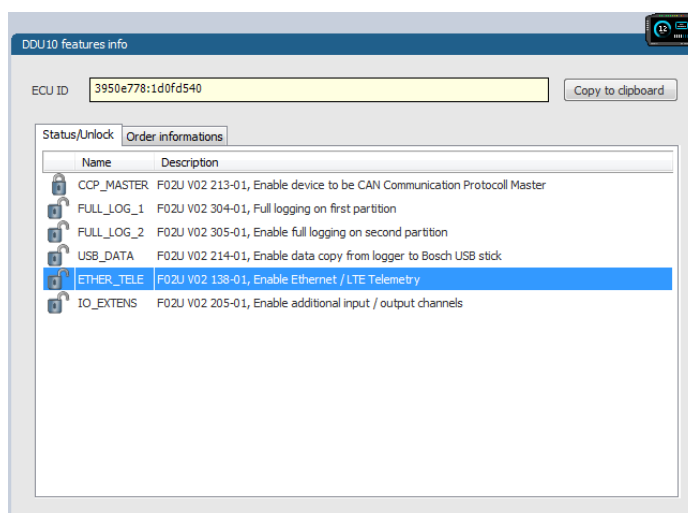 DDU10 features info
12
ECU ID
3950e778:1d0fd540
Copy to clipboard
Status/Unlock
Order informations
Name Description
CCP_MASTER F02U V02 213-01, Enable device to be CAN Communication Protocoll Master
FULL_LOG_1 F02U V02 304-01, Full logging on first partition
FULL_LOG_2 F02U V02 305-01, Enable full logging on second partition
USB_DATA F02U V02 214-01, Enable data copy from logger to Bosch USB stick
ETHER_TELE F02U V02 138-01, Enable Ethernet / LTE Telemetry
IO_EXTENS F02U V02 205-01, Enable additional input / output channels